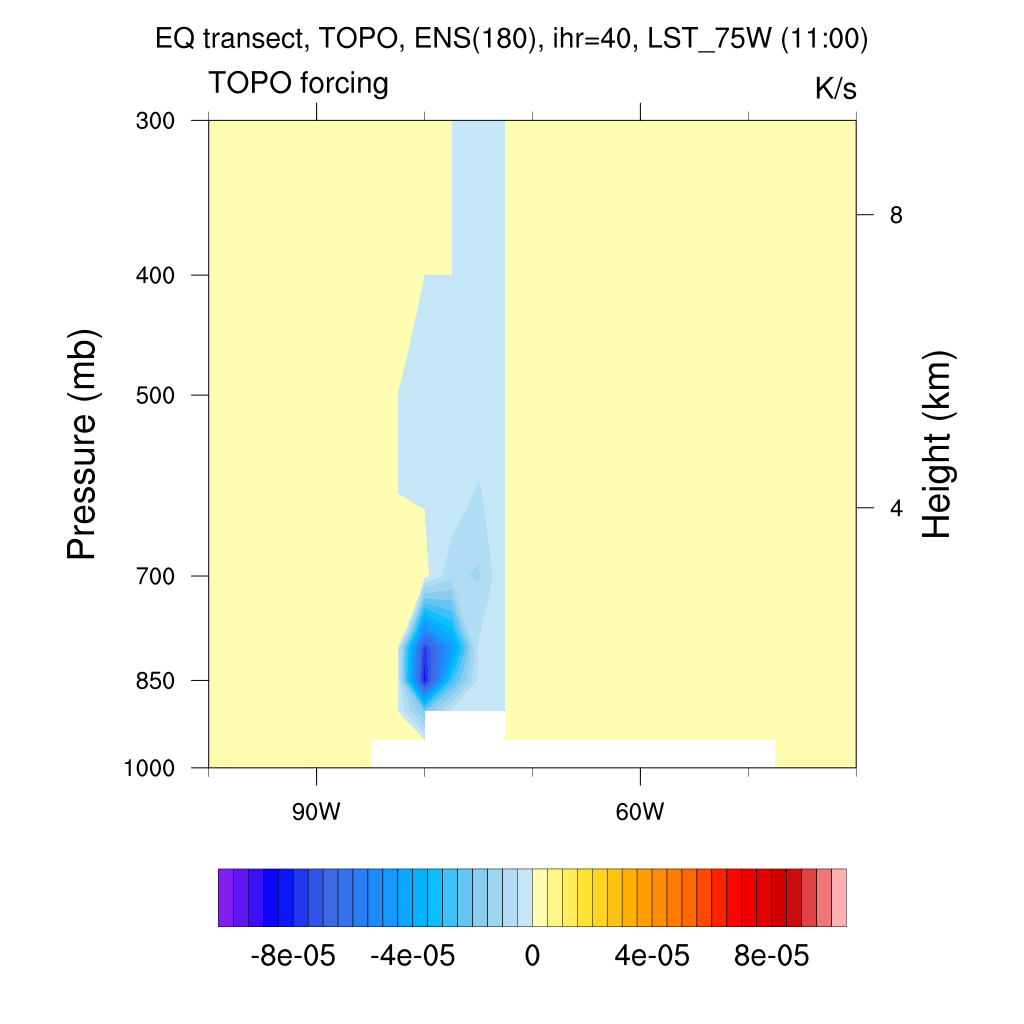 EQ transect, TOPO, ENS(180), ihr=40, LST_75W (11:00)
TOPO forcing K/s
300
400
500
700
850
1000
Pressure (mb)
8
4
Height (km)
90W 60W
-8e-05 -4e-05 0 4e-05 8e-05